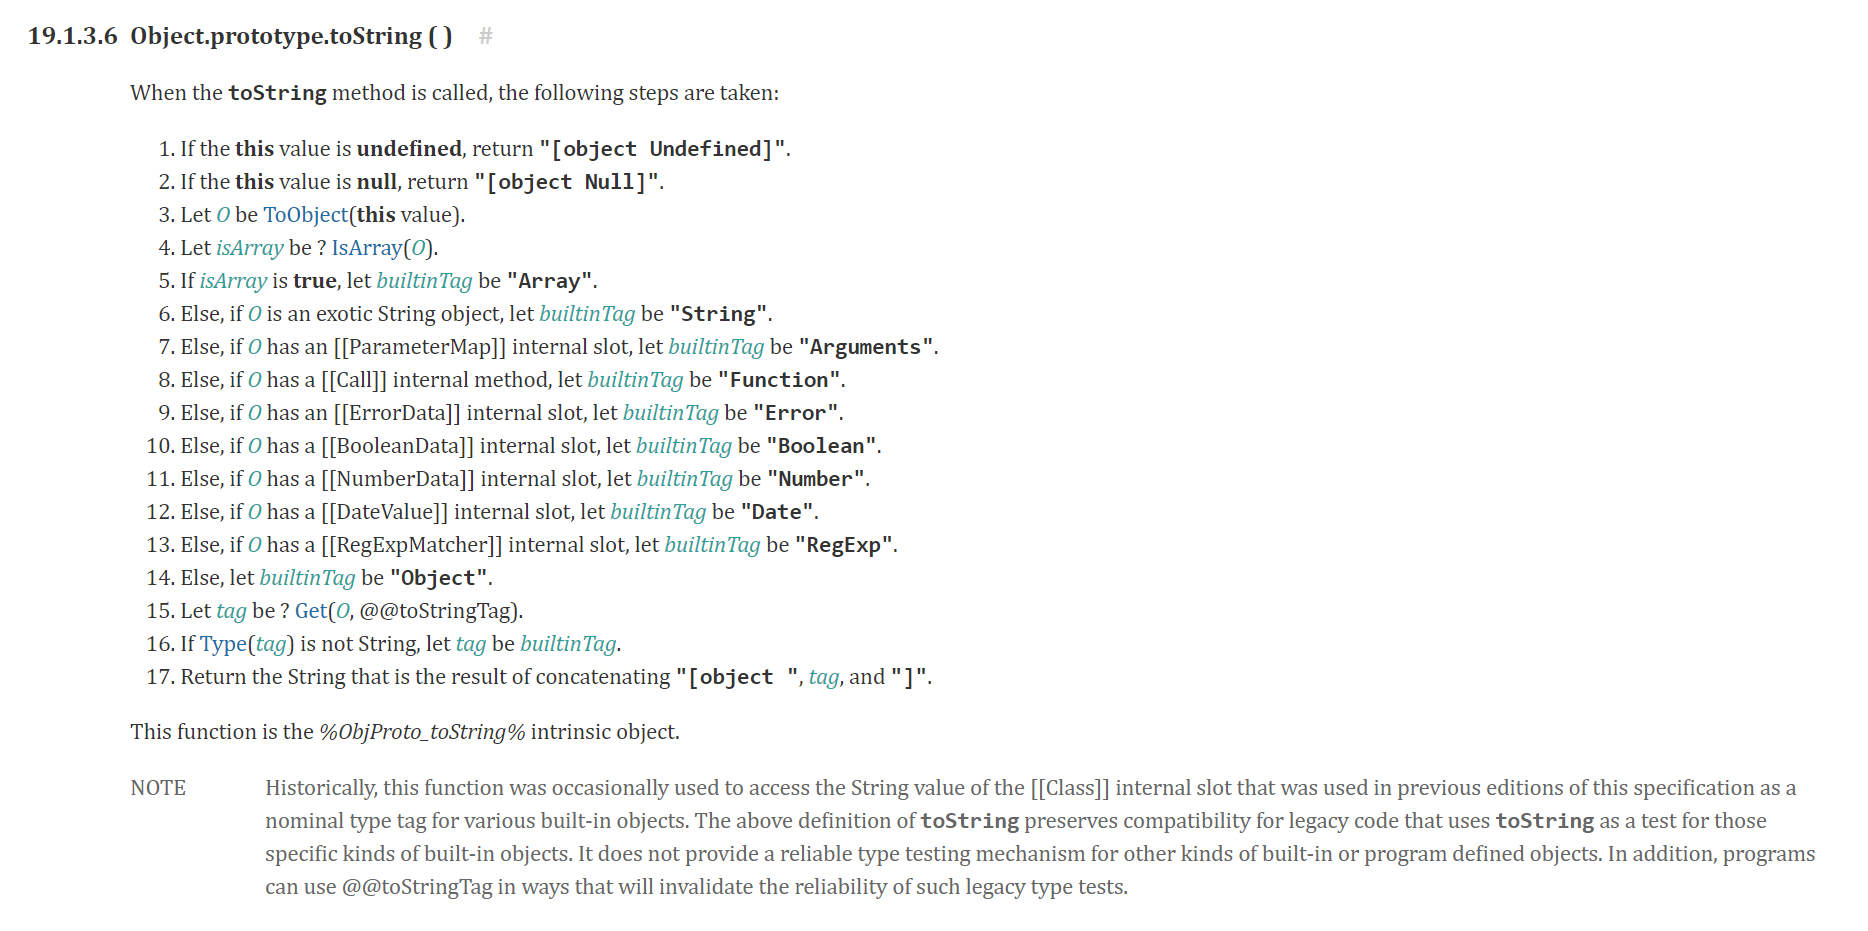 19.1.3.6 Object.prototype.toString ( ) #
When the toString method is called, the following steps are taken:
1. If the this value is undefined, return "[object Undefined]".
2. If the this value is null, return "[object Null]".
3. Let O be ToObject(this value).
4. Let isArray be ? IsArray(O).
5. If isArray is true, let builtinTag be "Array".
6. Else, if O is an exotic String object, let builtinTag be "String".
7. Else, if O has an [[ParameterMap]] internal slot, let builtinTag be "Arguments".
8. Else, if O has a [[Call]] internal method, let builtinTag be "Function".
9. Else, if O has an [[ErrorData]] internal slot, let builtinTag be "Error".
10. Else, if O has a [[BooleanData]] internal slot, let builtinTag be "Boolean".
11. Else, if O has a [[NumberData]] internal slot, let builtinTag be "Number".
12. Else, if O has a [[DateValue]] internal slot, let builtinTag be "Date".
13. Else, if O has a [[RegExpMatcher]] internal slot, let builtinTag be "RegExp".
14. Else, let builtinTag be "Object".
15. Let tag be ? Get(O, @@toStringTag).
16. If Type(tag) is not String, let tag be builtinTag.
17. Return the String that is the result of concatenating "[object ", tag, and "]".
This function is the %ObjProto_toString% intrinsic object.
NOTE Historically, this function was occasionally used to access the String value of the [[Class]] internal slot that was used in previous editions of this specification as a
nominal type tag for various built-in objects. The above definition of toString preserves compatibility for legacy code that uses toString as a test for those
specific kinds of built-in objects. It does not provide a reliable type testing mechanism for other kinds of built-in or program defined objects. In addition, programs
can use @@toStringTag in ways that will invalidate the reliability of such legacy type tests.